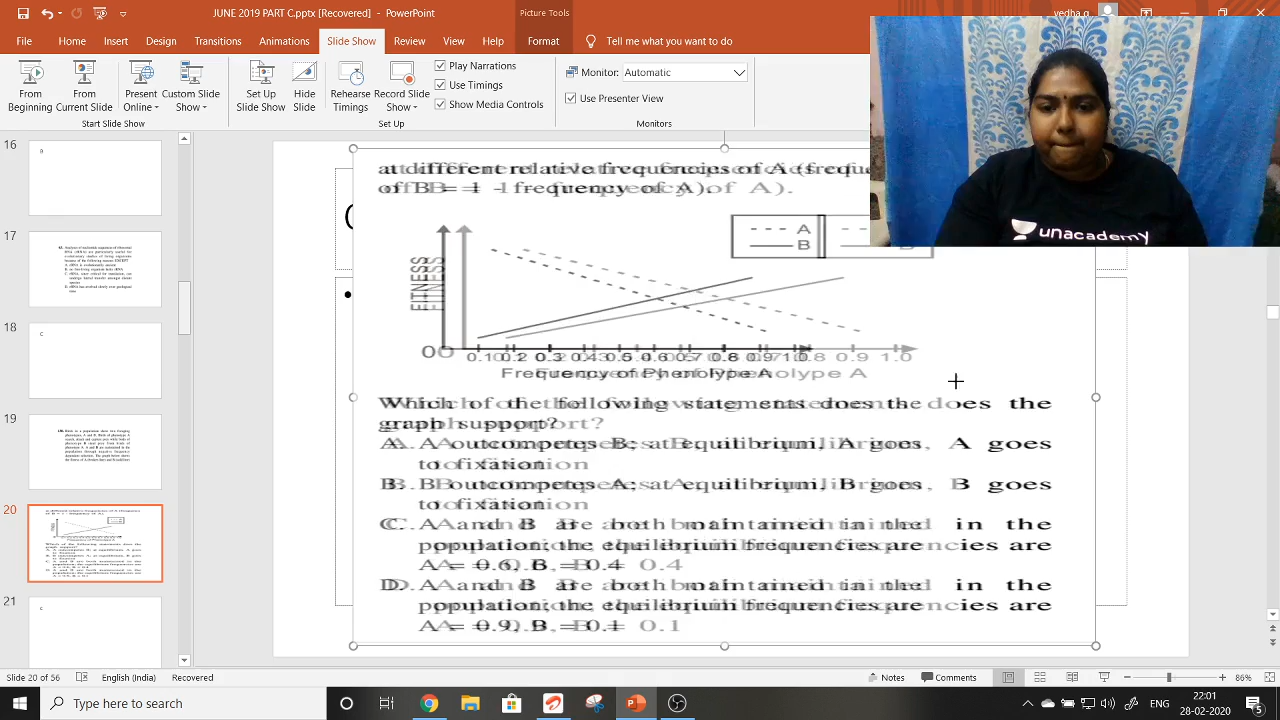 JUNE 2019 PART C.pptx [Recovered] - PowerPoint
Picture Tools
vedha
File Home Insert Design Transitions Animations Slide Show Review View Help Format Tell me what you want to do
From Beginning
From Current Slide
Present Online
Custom Slide Show
Set Up Slide Show
Hide Slide
Rehearse Timings
Record Slide Show
Play Narrations
Use Timings
Show Media Controls
Monitor: Automatic
Use Presenter View
Start Slide Show
Set Up
Monitors
unacademy
16
17
18
19
20
21
at different relative frequencies of A
of B = 1 - frequency of A).
A
B
FITNESS
0
0.1 0.2 0.3 0.4 0.5 0.6 0.7 0.8 0.9 1.0
Frequency of Phenolype A
Which of the following statements does the
graph support?
A. A outcompetes B; at equilibrium, A goes
to fixation
B. B outcompetes A; at equilibrium, B goes
to fixation
C. A and B are both maintained in the
population; the equilibrium frequencies are
A = 0.6, B = 0.4
D. A and B are both maintained in the
population; the equilibrium frequencies are
A = 0.9, B = 0.1
Slide 20 of 56 English (India) Recovered
Notes Comments 86%
Type here to search
ENG
22:01
28-02-2020
5